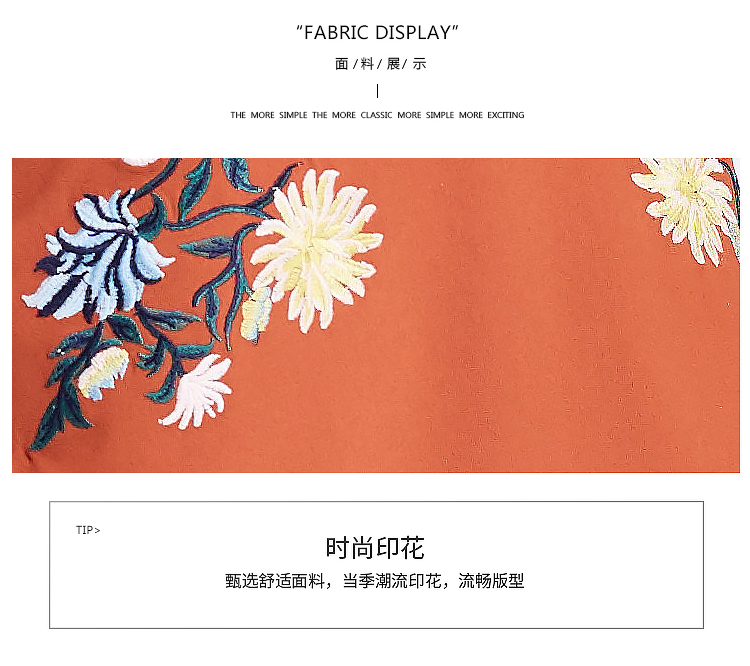 “FABRIC DISPLAY”
面 /料 / 展 / 示
THE MORE SIMPLE THE MORE CLASSIC MORE SIMPLE MORE EXCITING
TIP>
时尚印花
甄选舒适面料，当季潮流印花，流畅版型